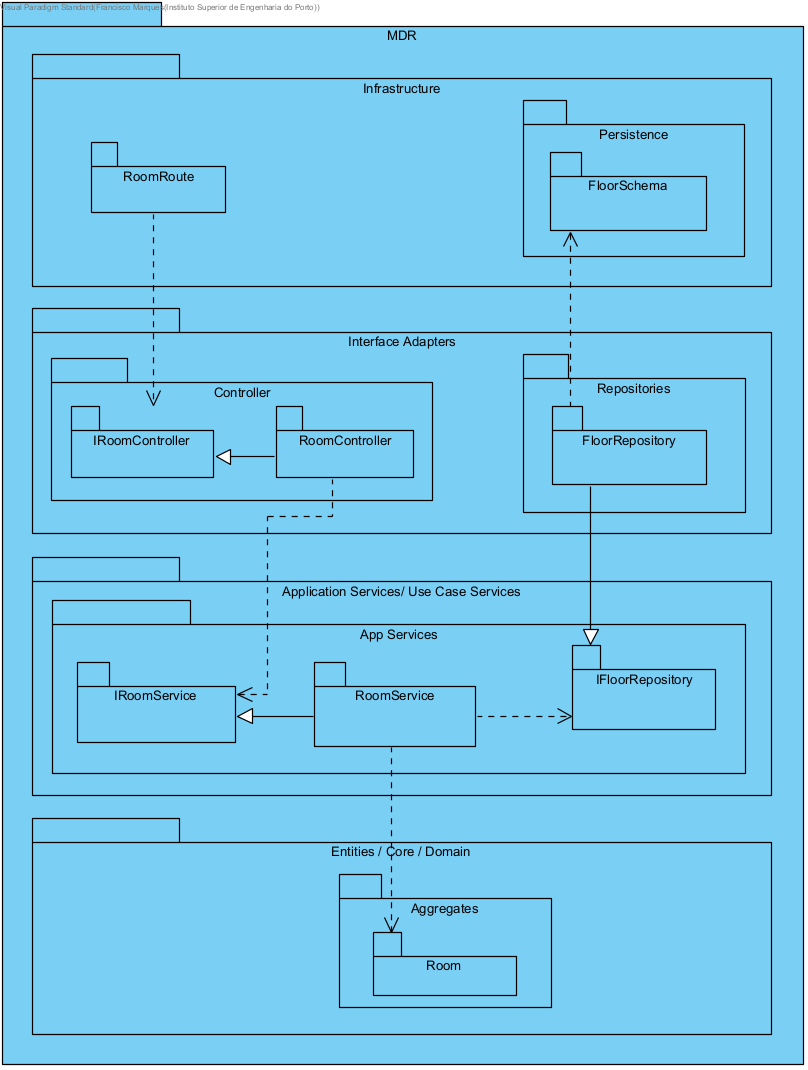 Visual Paradigm Standard(Francisco Marques(Instituto Superior de Engenharia do Porto))
MDR
Infrastructure
Persistence
RoomRoute
FloorSchema
Interface Adapters
Controller
Repositories
IRoomController
RoomController
FloorRepository
Application Services/ Use Case Services
App Services
IFloorRepository
IRoomService
RoomService
Entities / Core / Domain
Aggregates
Room